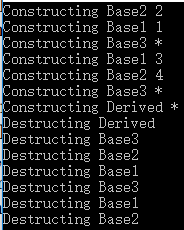 Constructing Base2 2
Constructing Base1 1
Constructing Base3 *
Constructing Base1 3
Constructing Base2 4
Constructing Base3 *
Constructing Derived *
Destructing Derived
Destructing Base3
Destructing Base2
Destructing Base1
Destructing Base3
Destructing Base1
Destructing Base2